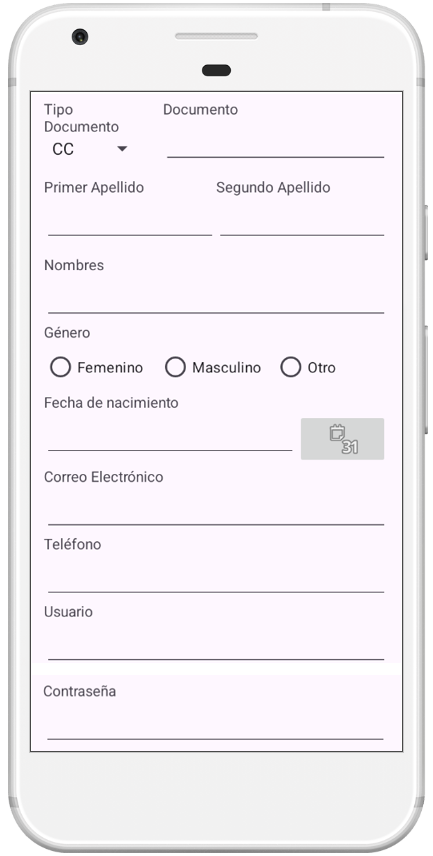 Tipo
Documento
Documento
CC
Primer Apellido
Segundo Apellido
Nombres
Género
Femenino
Masculino
Otro
Fecha de nacimiento
31
Correo Electrónico
Teléfono
Usuario
Contraseña